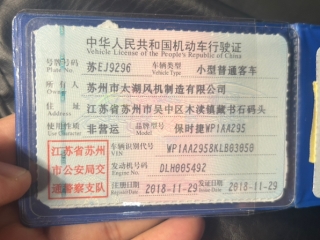 中华人民共和国机动车行驶证
Vehicle License of the People's Republic of China
号牌号码 苏EJ9296 车辆类型 小型普通客车
Plate No. Vehicle Type
所有人 苏州市太湖风机制造有限公司
Owner
住址 江苏省苏州市吴中区木渎镇藏书石码头
Address
使用性质 非营运 品牌型号 保时捷WP1AA295
Use Character Model
江苏省苏州市公安局交通警察支队
车辆识别代号 WP1AA2958KLB03050
VIN
发动机号码 DLH005492
Engine No.
注册日期 2018-11-29 发证日期 2018-11-29
Register Date Issue Date